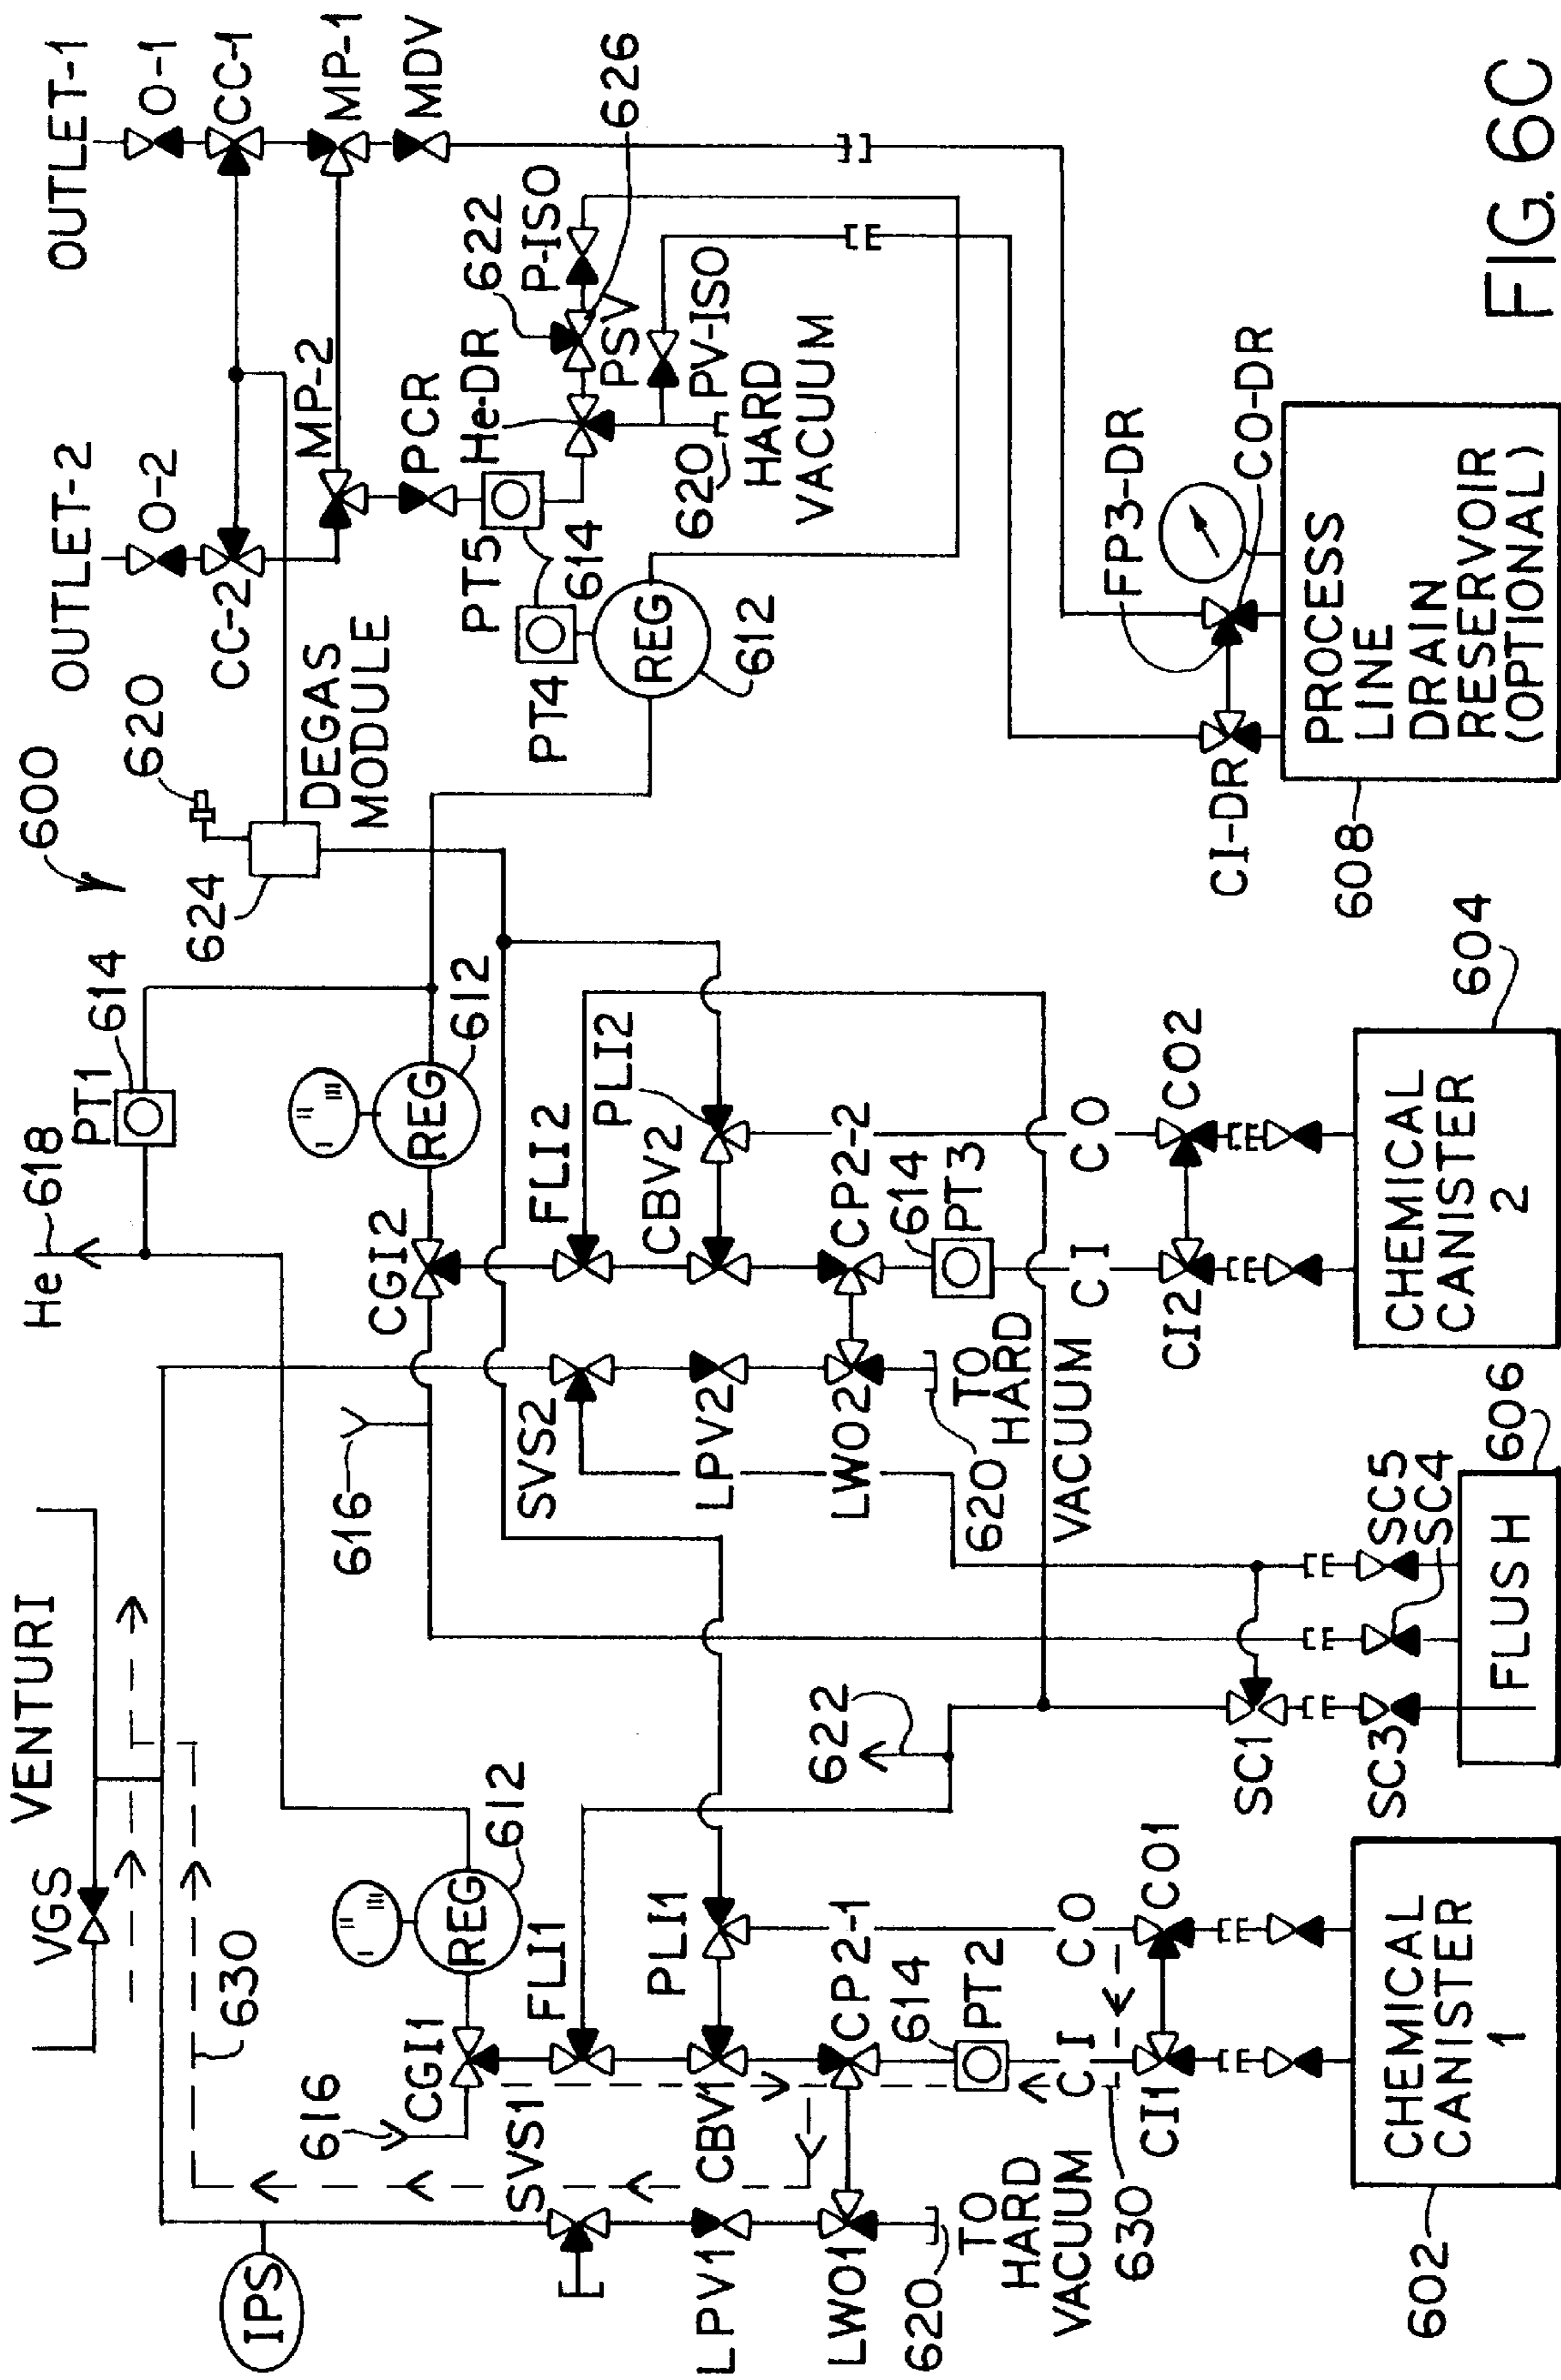 VENTURI
VGS
He
618
PT1
614
600
620
624
DEGAS
MODULE
OUTLET-2
O-2
CC-2
OUTLET-1
O-1
CC-1
MP-1
MDV
MP-2
PCR
He-DR
622
P-ISO
626
PSV
PV-ISO
620
HARD
VACUUM
PT5
614
PT4
REG
612
IPS
630
616
CGI1
REG
612
FLI1
SVS1
LPV1
CBV1
PLI1
LW01
CP2-1
614
PT2
620
TO
HARD
VACUUM
630
CI
CO
CI1
CO1
CHEMICAL
CANISTER
1
602
616
CGI2
REG
612
FLI2
SVS2
LPV2
CBV2
PLI2
LW02
CP2-2
614
PT3
620
TO
HARD
VACUUM
CI
CO
CI2
CO2
CHEMICAL
CANISTER
2
604
622
SC1
SC3
SC5
SC4
FLUSH
606
FP3-DR
CO-DR
CI-DR
PROCESS
LINE
DRAIN
RESERVOIR
(OPTIONAL)
608
FIG. 6C